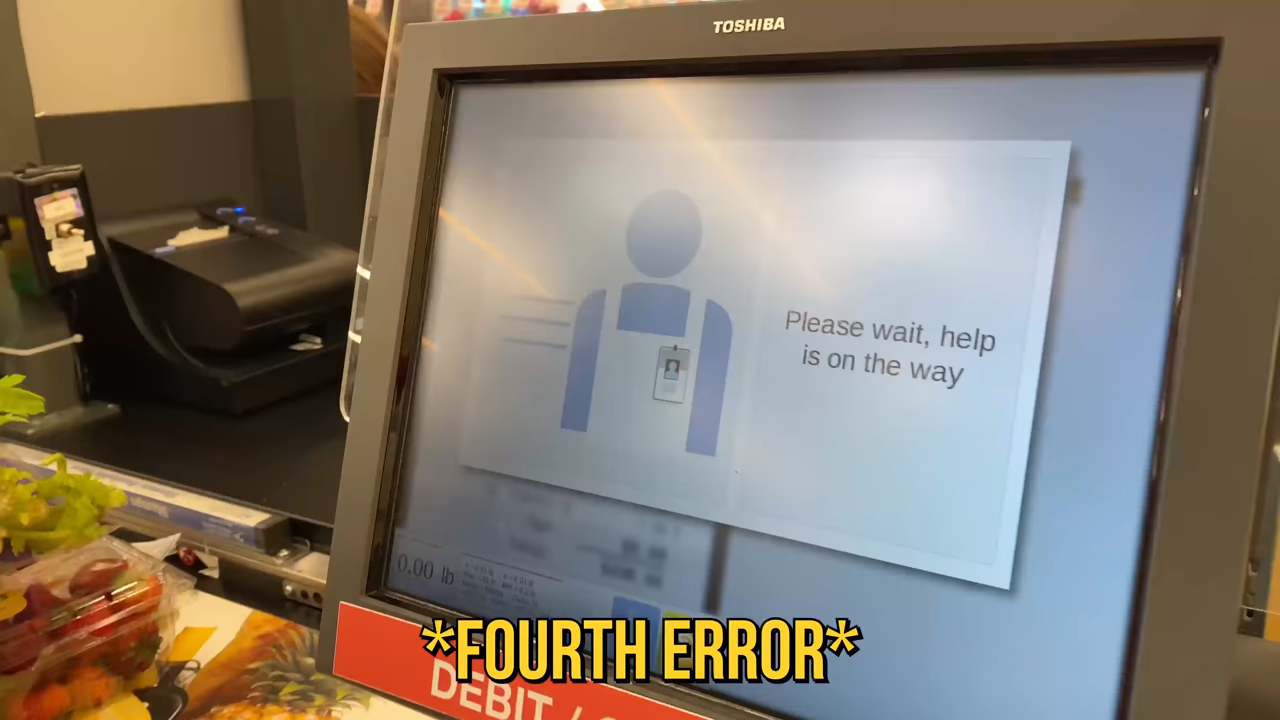 TOSHIBA
Please wait, help
is on the way
0.00 lb
*FOURTH ERROR*
DEBIT /